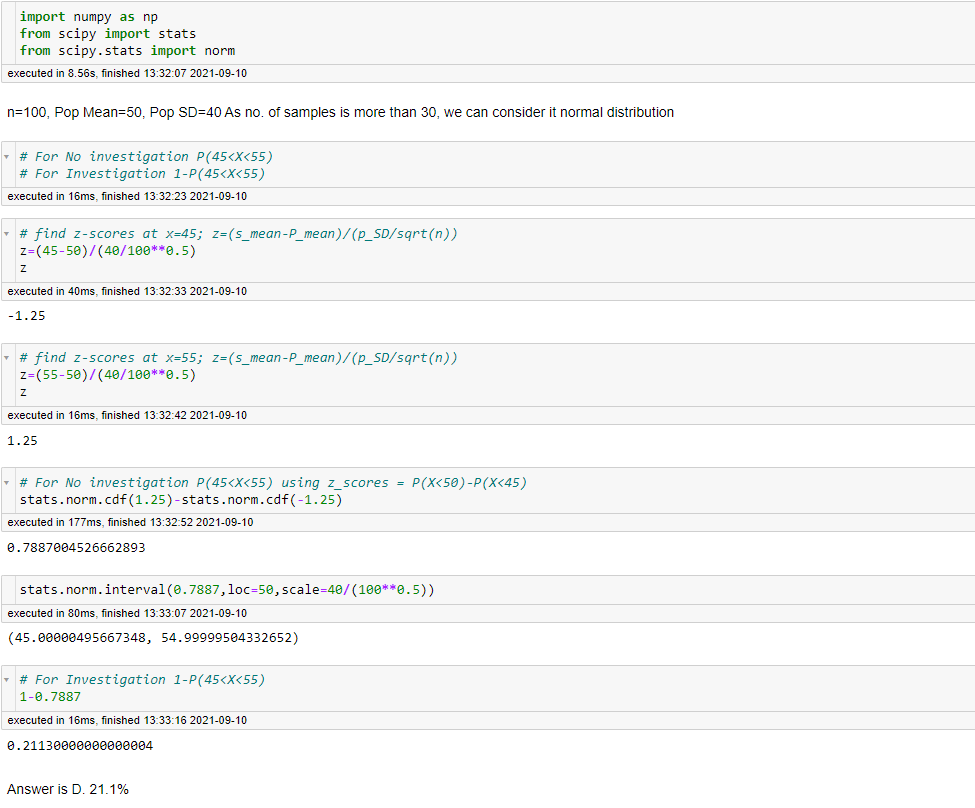 import numpy as np
from scipy import stats
from scipy.stats import norm
executed in 8.56s, finished 13:32:07 2021-09-10
n=100, Pop Mean=50, Pop SD=40 As no. of samples is more than 30, we can consider it normal distribution
# For No investigation P(45<X<55)
# For Investigation 1-P(45<X<55)
executed in 16ms, finished 13:32:23 2021-09-10
# find z-scores at x=45; z=(s_mean-P_mean)/(p_SD/sqrt(n))
z=(45-50)/(40/100**0.5)
z
executed in 40ms, finished 13:32:33 2021-09-10
-1.25
# find z-scores at x=55; z=(s_mean-P_mean)/(p_SD/sqrt(n))
z=(55-50)/(40/100**0.5)
z
executed in 16ms, finished 13:32:42 2021-09-10
1.25
# For No investigation P(45<X<55) using z_scores = P(X<50)-P(X<45)
stats.norm.cdf(1.25)-stats.norm.cdf(-1.25)
executed in 177ms, finished 13:32:52 2021-09-10
0.7887004526662893
stats.norm.interval(0.7887,loc=50,scale=40/(100**0.5))
executed in 80ms, finished 13:33:07 2021-09-10
(45.00000495667348, 54.99999504332652)
# For Investigation 1-P(45<X<55)
1-0.7887
executed in 16ms, finished 13:33:16 2021-09-10
0.21130000000000004
Answer is D. 21.1%